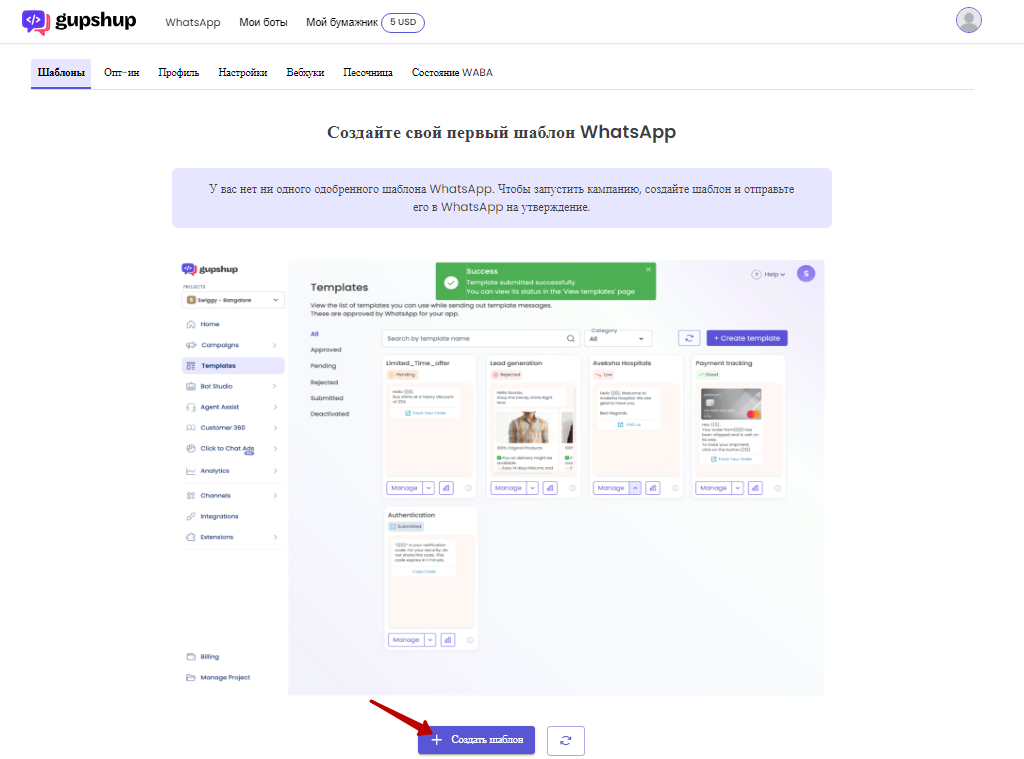 gupshup
WhatsApp
Мои боты
Мой бумажник
5 USD
Шаблоны
Опт-ин
Профиль
Настройки
Вебхуки
Песочница
Состояние WABA
Создайте свой первый шаблон WhatsApp
У вас нет ни одного одобренного шаблона WhatsApp. Чтобы запустить кампанию, создайте шаблон и отправьте
его в WhatsApp на утверждение.
gupshup
PROJECTS
S Swiggy - Bangalore
Home
Campaigns
Templates
Bot Studio
Agent Assist
Customer 360
Click to Chat Ads
Analytics
Channels
Integrations
Extensions
Billing
Manage Project
Success
Template submitted successfully.
You can view its status in the 'View templates' page
Help
S
Templates
View the list of templates you can use while sending out template messages.
These are approved by WhatsApp for your app.
All
Approved
Pending
Rejected
Submitted
Deactivated
Search by template name
Category
All
+ Create template
Limited_Time_offer
Pending
Hello {{1}},
Buy shirts at a heavy discount
of 25%
Track Your Order
Manage
Lead generation
Rejected
Hello Gaurav,
Shop the trendy shirts Right
Now
100% Original Products
Pay on delivery might be
available
Easy 14 days Returns and
Manage
Aveksha Hospitals
Low
Hello {{1}}, Welcome to
Aveksha Hospital. We are
glad to have you.
Best Regards.
Visit us
Manage
Payment tracking
Good
Hey {{1}},
Your order from {{2}} has
been shipped and is well on
its way.
To track your shipment,
click on the button {{3}}
Track Your Order
Manage
Authentication
Submitted
"{{1}}" is your verification
code. For your security, do
not share this code. This
code expires in 1 minute.
Copy Code
Manage
+ Создать шаблон